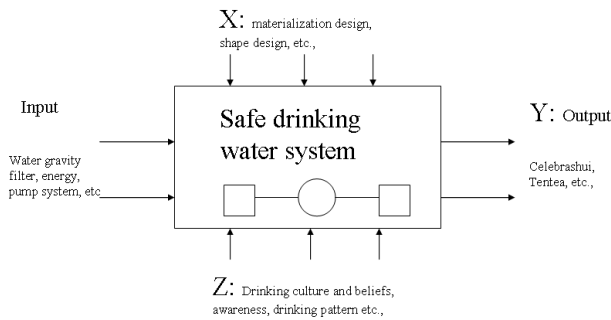 X: materialization design,
shape design, etc.,
Input
Safe drinking
water system
Y: Output
Water gravity
filter, energy,
pump system, etc
Celebrashui,
Tentea, etc.,
Z: Drinking culture and beliefs,
awareness, drinking pattern etc.,